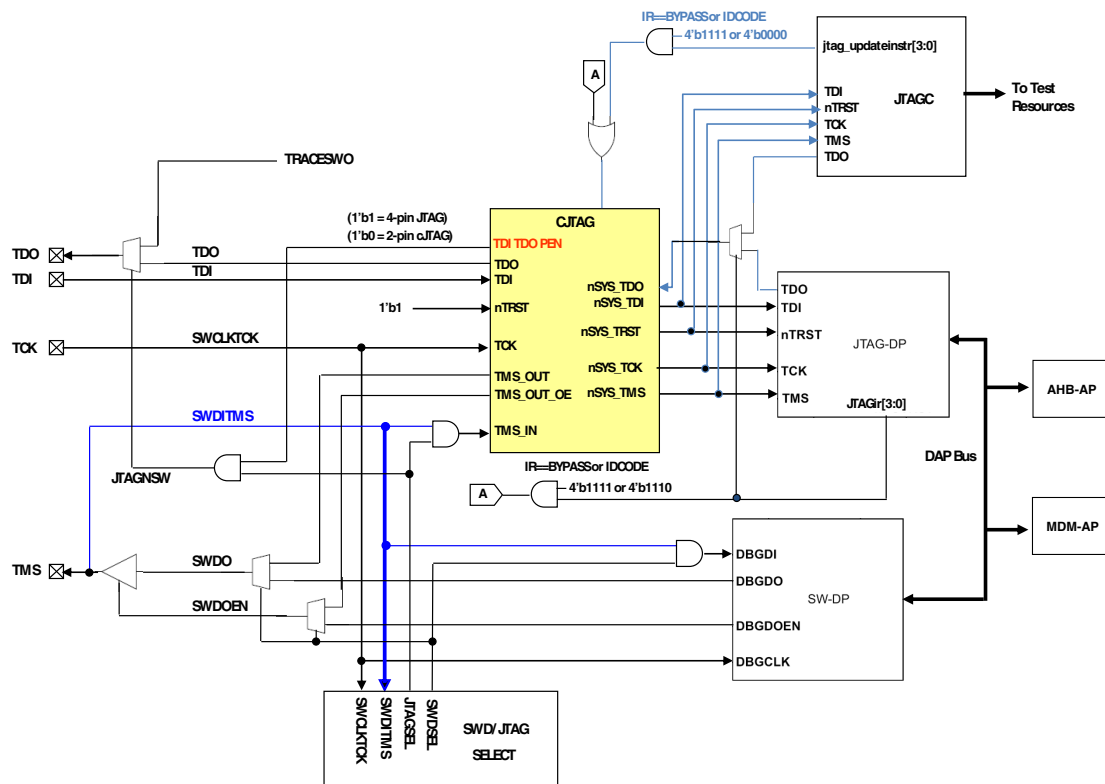 IR==BYPASSor IDCODE
4'b1111 or 4'b0000
jtag_updateinstr[3:0]
A
JTAGC
TDI
nTRST
TCK
TMS
TDO
To Test
Resources
TRACESWO
(1'b1 = 4-pin JTAG)
(1'b0 = 2-pin cJTAG)
CJTAG
TDI TDO PEN
TDO
TDO
TDO
TDI
TDI
TDI
nSYS_TDO
nSYS_TDI
TDO
TDI
1'b1
nTRST
nSYS_TRST
nTRST
TCK
SWCLKTCK
TCK
JTAG-DP
nSYS_TCK
TCK
TMS_OUT
TMS_OUT_OE
nSYS_TMS
TMS
JTAGir[3:0]
AHB-AP
SWDITMS
TMS_IN
JTAGNSW
IR==BYPASSor IDCODE
4'b1111 or 4'b1110
A
DAP Bus
MDM-AP
TMS
SWDO
DBGDI
DBGDO
SW-DP
SWDOEN
DBGDOEN
DBGCLK
SWCLKTCK
SWDITMS
JTAGSEL
SWDSEL
SWD/JTAG
SELECT